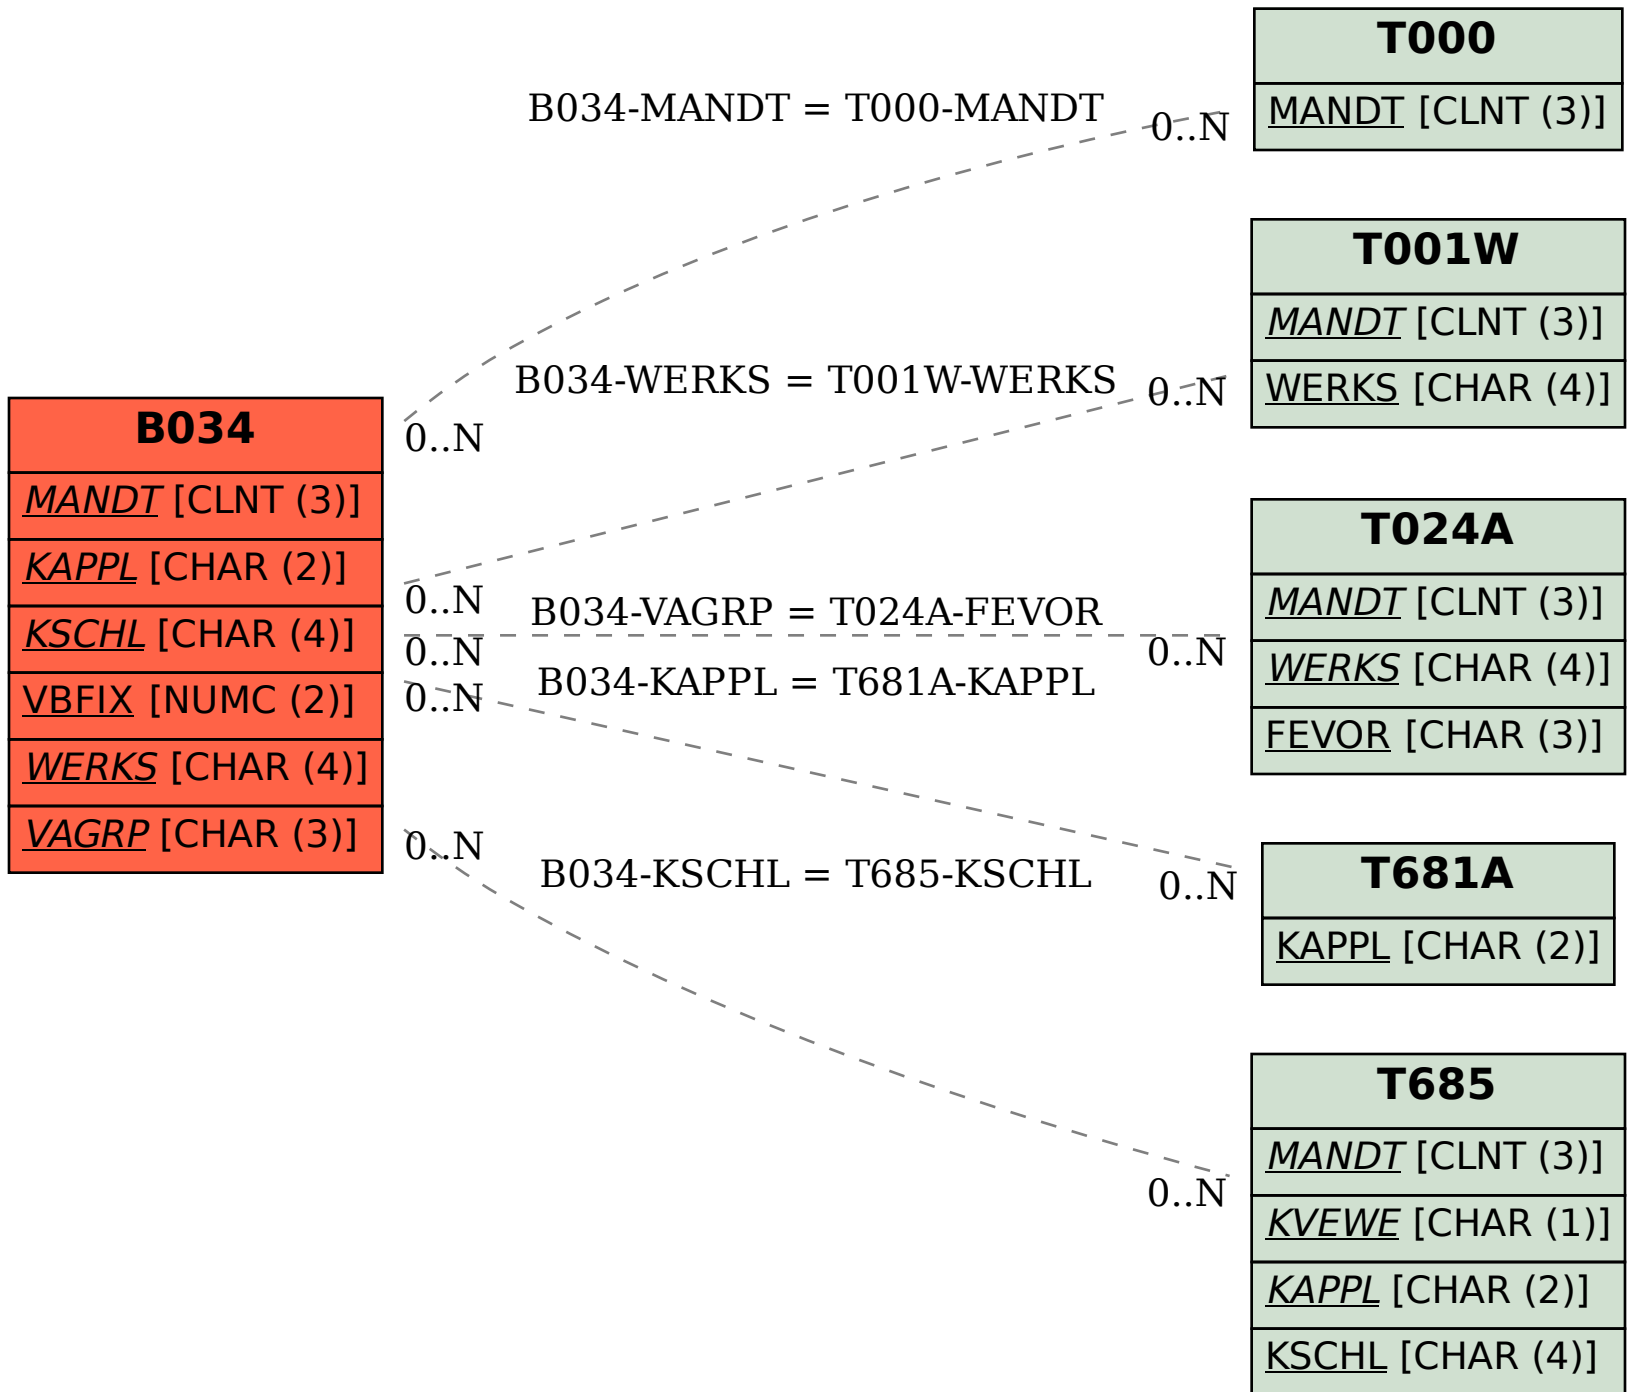 B034
MANDT [CLNT (3)]
KAPPL [CHAR (2)]
KSCHL [CHAR (4)]
VBFIX [NUMC (2)]
WERKS [CHAR (4)]
VAGRP [CHAR (3)]
B034-MANDT = T000-MANDT
0..N
0..N
B034-WERKS = T001W-WERKS
0..N
0..N
B034-VAGRP = T024A-FEVOR
0..N
0..N
B034-KAPPL = T681A-KAPPL
0..N
0..N
B034-KSCHL = T685-KSCHL
0..N
0..N
T000
MANDT [CLNT (3)]
T001W
MANDT [CLNT (3)]
WERKS [CHAR (4)]
T024A
MANDT [CLNT (3)]
WERKS [CHAR (4)]
FEVOR [CHAR (3)]
T681A
KAPPL [CHAR (2)]
T685
MANDT [CLNT (3)]
KVEWE [CHAR (1)]
KAPPL [CHAR (2)]
KSCHL [CHAR (4)]